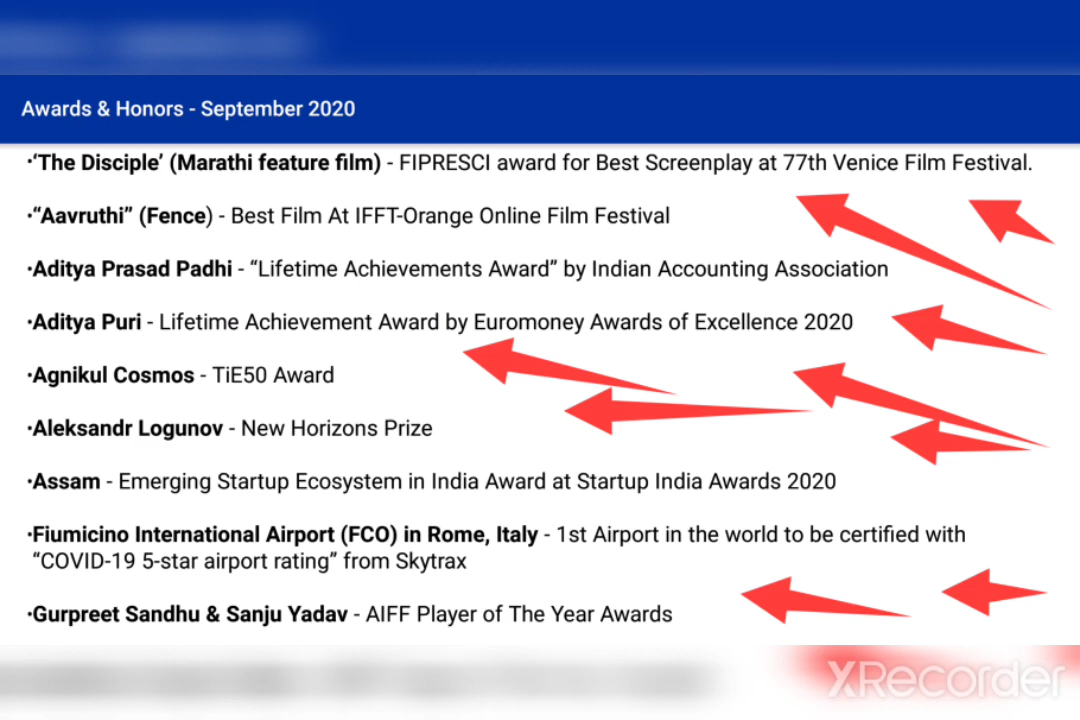 Awards & Honors - September 2020
•‘The Disciple’ (Marathi feature film) - FIPRESCI award for Best Screenplay at 77th Venice Film Festival.
•“Aavruthi” (Fence) - Best Film At IFFT-Orange Online Film Festival
•Aditya Prasad Padhi - “Lifetime Achievements Award” by Indian Accounting Association
•Aditya Puri - Lifetime Achievement Award by Euromoney Awards of Excellence 2020
•Agnikul Cosmos - TiE50 Award
•Aleksandr Logunov - New Horizons Prize
•Assam - Emerging Startup Ecosystem in India Award at Startup India Awards 2020
•Fiumicino International Airport (FCO) in Rome, Italy - 1st Airport in the world to be certified with
“COVID-19 5-star airport rating” from Skytrax
•Gurpreet Sandhu & Sanju Yadav - AIFF Player of The Year Awards
XRecorder